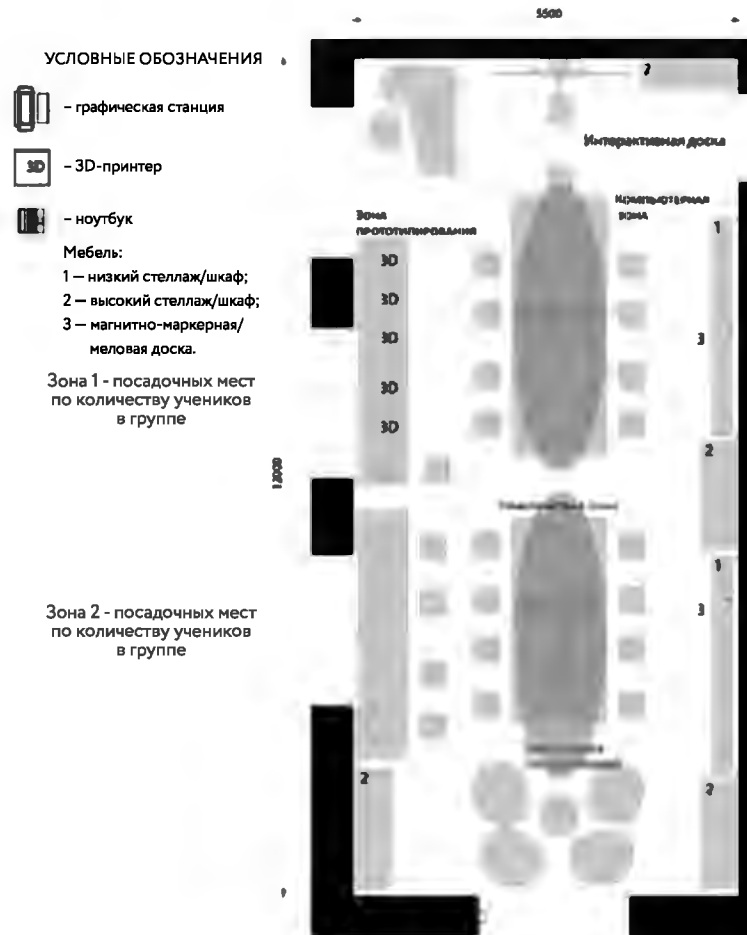 5500
УСЛОВНЫЕ ОБОЗНАЧЕНИЯ
– графическая станция
3D – 3D-принтер
– ноутбук
Мебель:
1 – низкий стеллаж/шкаф;
2 – высокий стеллаж/шкаф;
3 – магнитно-маркерная/
меловая доска.
Зона 1 - посадочных мест
по количеству учеников
в группе
12000
Зона 2 - посадочных мест
по количеству учеников
в группе
2
Интерактивная доска
Компьютерная
зона
Зона
прототипирования
1
3D
3D
3D
3
3D
3D
2
1
3
2
2